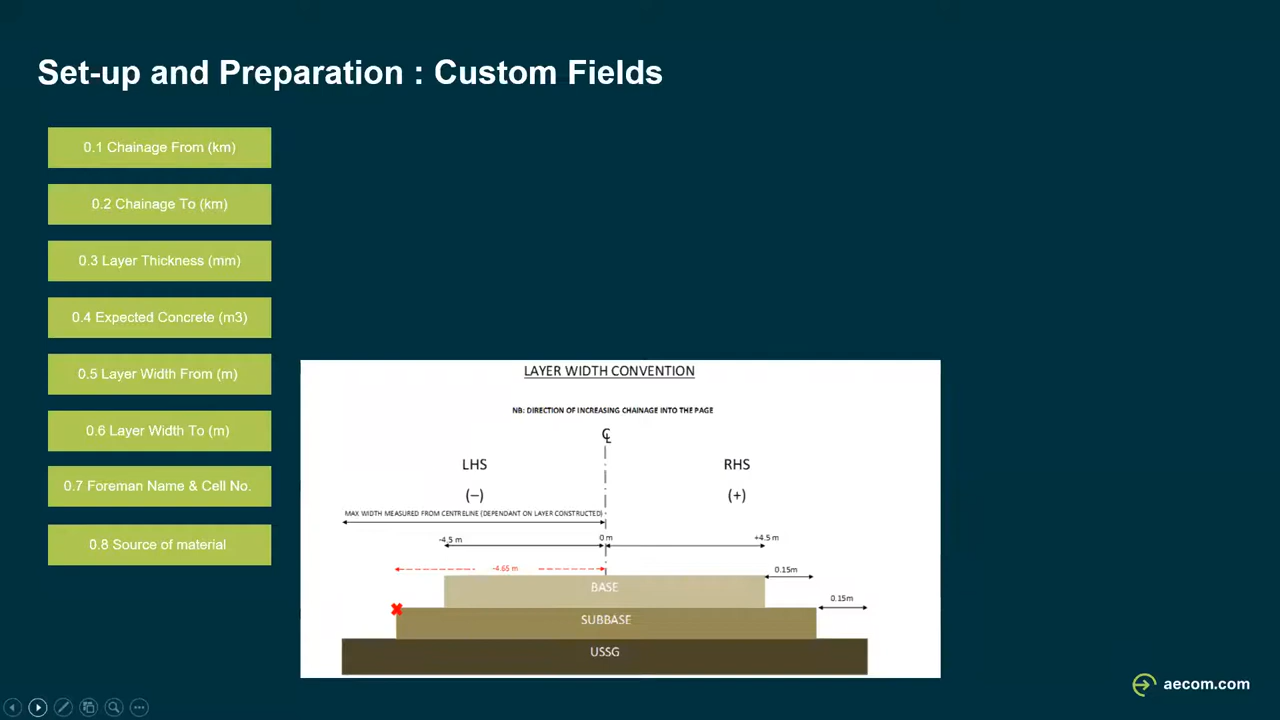 Set-up and Preparation : Custom Fields
0.1 Chainage From (km)
0.2 Chainage To (km)
0.3 Layer Thickness (mm)
0.4 Expected Concrete (m3)
0.5 Layer Width From (m)
0.6 Layer Width To (m)
0.7 Foreman Name & Cell No.
0.8 Source of material
LAYER WIDTH CONVENTION
NB: DIRECTION OF INCREASING CHAINAGE INTO THE PAGE
℄
LHS
RHS
(–)
(+)
MAX WIDTH MEASURED FROM CENTRELINE (DEPENDANT ON LAYER CONSTRUCTED)
-4.5 m
0 m
+4.5 m
-4.65 m
0.15m
BASE
0.15m
SUBBASE
USSG
aecom.com